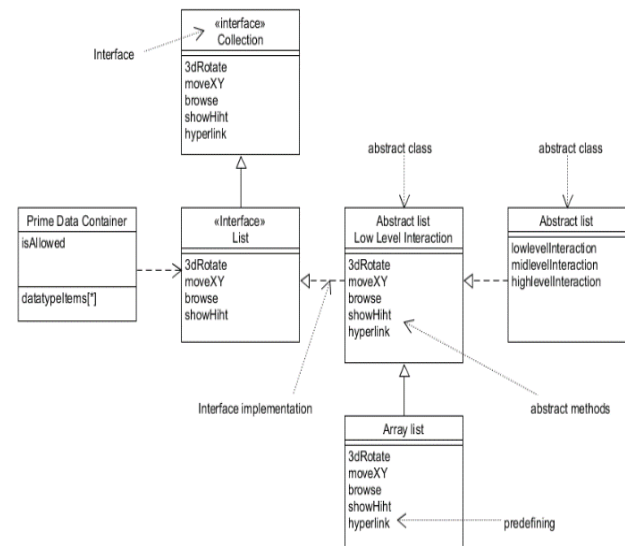 «interface»
Collection
3dRotate
moveXY
browse
showHiht
hyperlink
Interface
abstract class
abstract class
Prime Data Container
isAllowed
datatypeItems[*]
«Interface»
List
3dRotate
moveXY
browse
showHiht
Abstract list
Low Level Interaction
3dRotate
moveXY
browse
showHiht
hyperlink
Abstract list
lowlevelInteraction
midlevelInteraction
highlevelInteraction
Interface implementation
abstract methods
Array list
3dRotate
moveXY
browse
showHiht
hyperlink
predefining